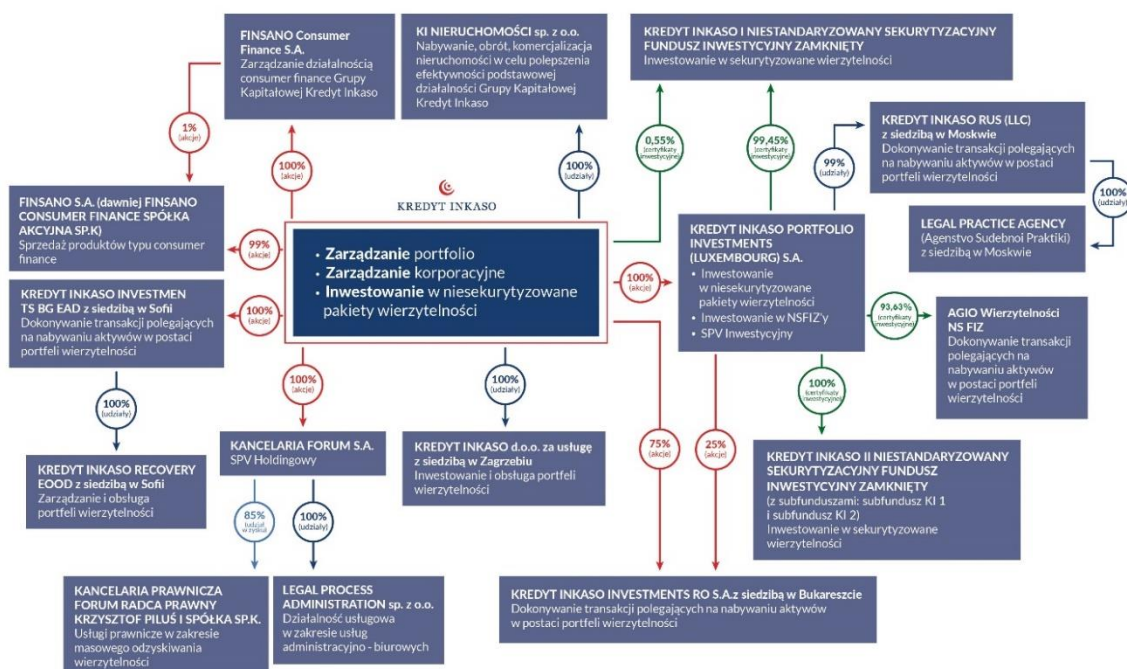 FINSANO Consumer
Finance S.A.
Zarządzanie działalnością
consumer finance Grupy
Kapitałowej Kredyt Inkaso
KI NIERUCHOMOŚCI sp. z o.o.
Nabywanie, obrót, komercjalizacja
nieruchomości w celu polepszenia
efektywności podstawowej
działalności Grupy Kapitałowej
Kredyt Inkaso
KREDYT INKASO I NIESTANDARYZOWANY SEKURYTYZACYJNY
FUNDUSZ INWESTYCYJNY ZAMKNIĘTY
Inwestowanie w sekurytyzowane wierzytelności
1%
(akcje)
100%
(akcje)
100%
(udziały)
0,55%
(certyfikaty
inwestycyjne)
99,45%
(certyfikaty
inwestycyjne)
99%
(udziały)
KREDYT INKASO RUS (LLC)
z siedzibą w Moskwie
Dokonywanie transakcji polegających
na nabywaniu aktywów w postaci
portfeli wierzytelności
100%
(udziały)
LEGAL PRACTICE AGENCY
(Agenstvo Sudebnoi Praktiki)
z siedzibą w Moskwie
FINSANO S.A. (dawniej FINSANO
CONSUMER FINANCE SPÓŁKA
AKCYJNA SP.K)
Sprzedaż produktów typu consumer
finance
99%
(akcje)
KREDYT INKASO
• Zarządzanie portfolio
• Zarządzanie korporacyjne
• Inwestowanie w niesekurytyzowane
pakiety wierzytelności
100%
(akcje)
KREDYT INKASO PORTFOLIO
INVESTMENTS
(LUXEMBOURG) S.A.
• Inwestowanie
w niesekurytyzowane
pakiety wierzytelności
• Inwestowanie w NSFIZ'y
• SPV Inwestycyjny
93,63%
(certyfikaty
inwestycyjne)
AGIO Wierzytelności
NS FIZ
Dokonywanie transakcji
polegających na
nabywaniu aktywów
w postaci portfeli
wierzytelności
KREDYT INKASO INVESTMEN
TS BG EAD z siedzibą w Sofii
Dokonywanie transakcji polegających
na nabywaniu aktywów w postaci
portfeli wierzytelności
100%
(akcje)
100%
(udziały)
100%
(akcje)
100%
(udziały)
100%
(certyfikaty
inwestycyjne)
KREDYT INKASO RECOVERY
EOOD z siedzibą w Sofii
Zarządzanie i obsługa
portfeli wierzytelności
KANCELARIA FORUM S.A.
SPV Holdingowy
KREDYT INKASO d.o.o. za usługę
z siedzibą w Zagrzebiu
Inwestowanie i obsługa portfeli
wierzytelności
75%
(akcje)
25%
(akcje)
KREDYT INKASO II NIESTANDARYZOWANY
SEKURYTYZACYJNY FUNDUSZ
INWESTYCYJNY ZAMKNIĘTY
(z subfunduszami: subfundusz KI 1
i subfundusz KI 2)
Inwestowanie w sekurytyzowane
wierzytelności
85%
(udział
w zysku)
100%
(udziały)
KANCELARIA PRAWNICZA
FORUM RADCA PRAWNY
KRZYSZTOF PILUŚ I SPÓŁKA SP.K.
Usługi prawnicze w zakresie
masowego odzyskiwania
wierzytelności
LEGAL PROCESS
ADMINISTRATION sp. z o.o.
Działalność usługowa
w zakresie usług
administracyjno - biurowych
KREDYT INKASO INVESTMENTS RO S.A.z siedzibą w Bukareszcie
Dokonywanie transakcji polegających na nabywaniu aktywów
w postaci portfeli wierzytelności